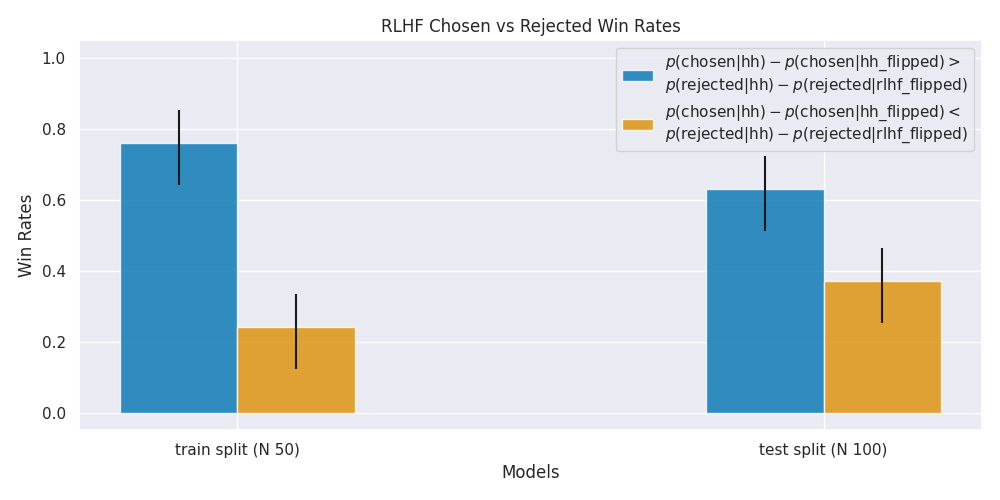 RLHF Chosen vs Rejected Win Rates
p(chosen|hh) − p(chosen|hh_flipped) >
p(rejected|hh) − p(rejected|rlhf_flipped)
p(chosen|hh) − p(chosen|hh_flipped) <
p(rejected|hh) − p(rejected|rlhf_flipped)
Win Rates
1.0
0.8
0.6
0.4
0.2
0.0
train split (N 50)
test split (N 100)
Models